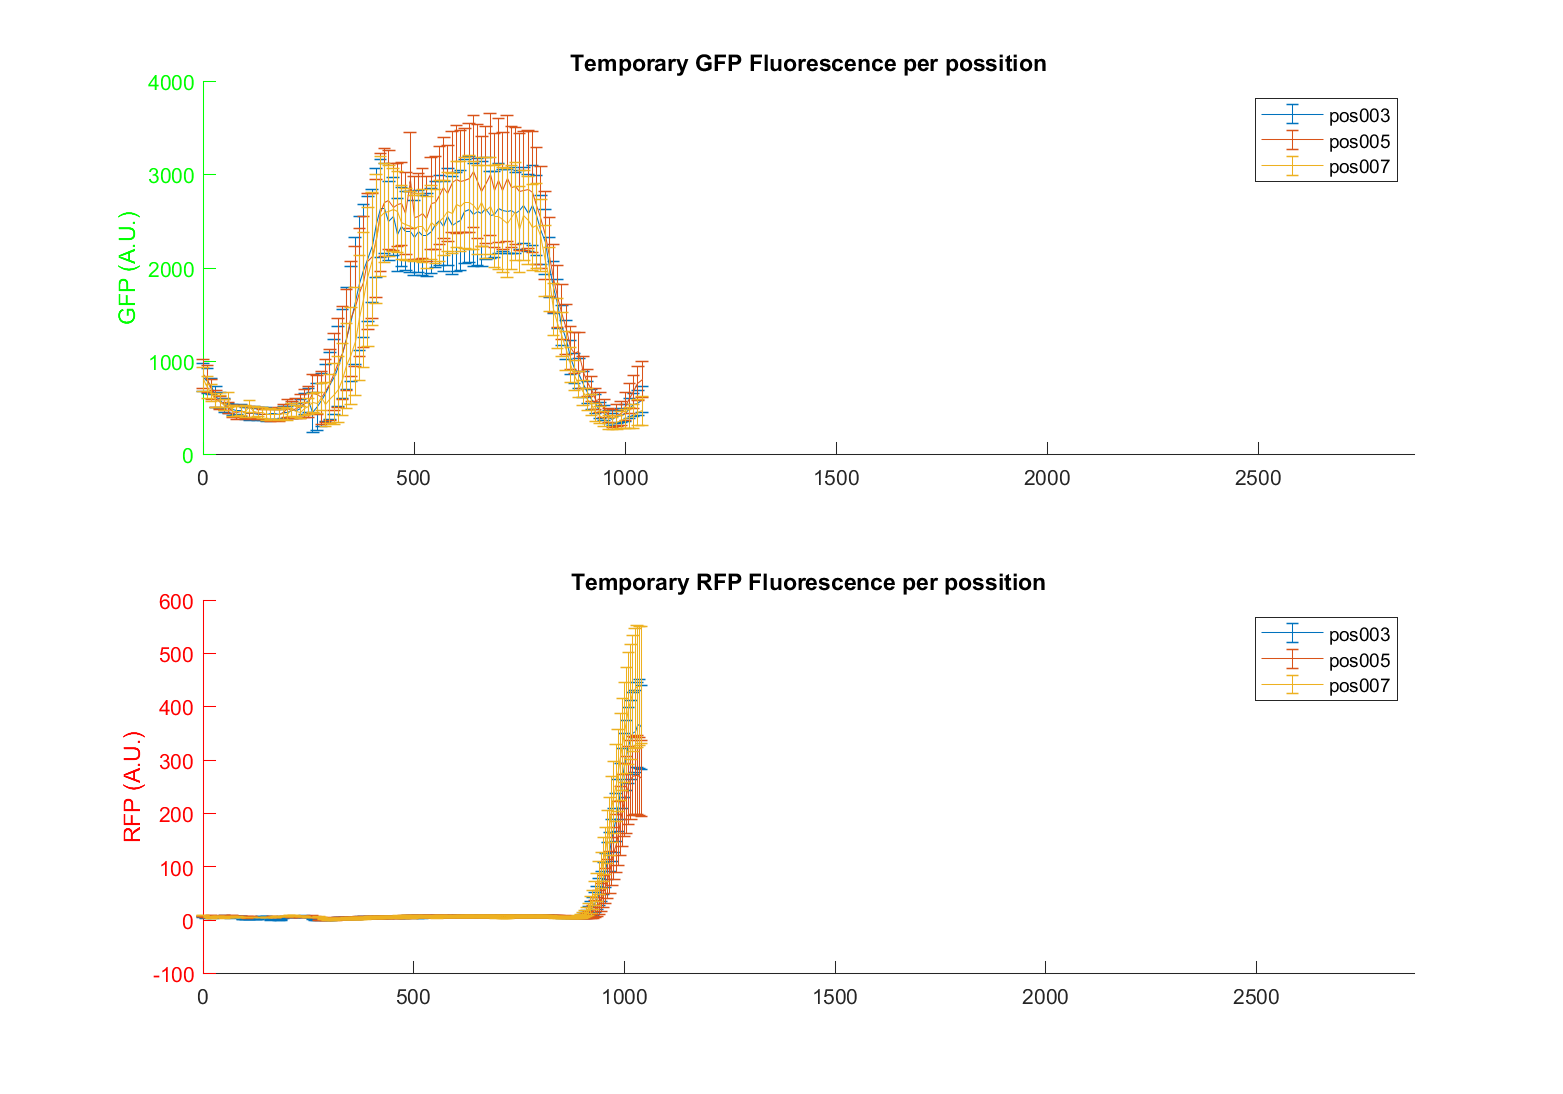 Temporary GFP Fluorescence per possition
4000
3000
2000
1000
0
GFP (A.U.)
pos003
pos005
pos007
0 500 1000 1500 2000 2500
Temporary RFP Fluorescence per possition
600
500
400
300
200
100
0
-100
RFP (A.U.)
pos003
pos005
pos007
0 500 1000 1500 2000 2500